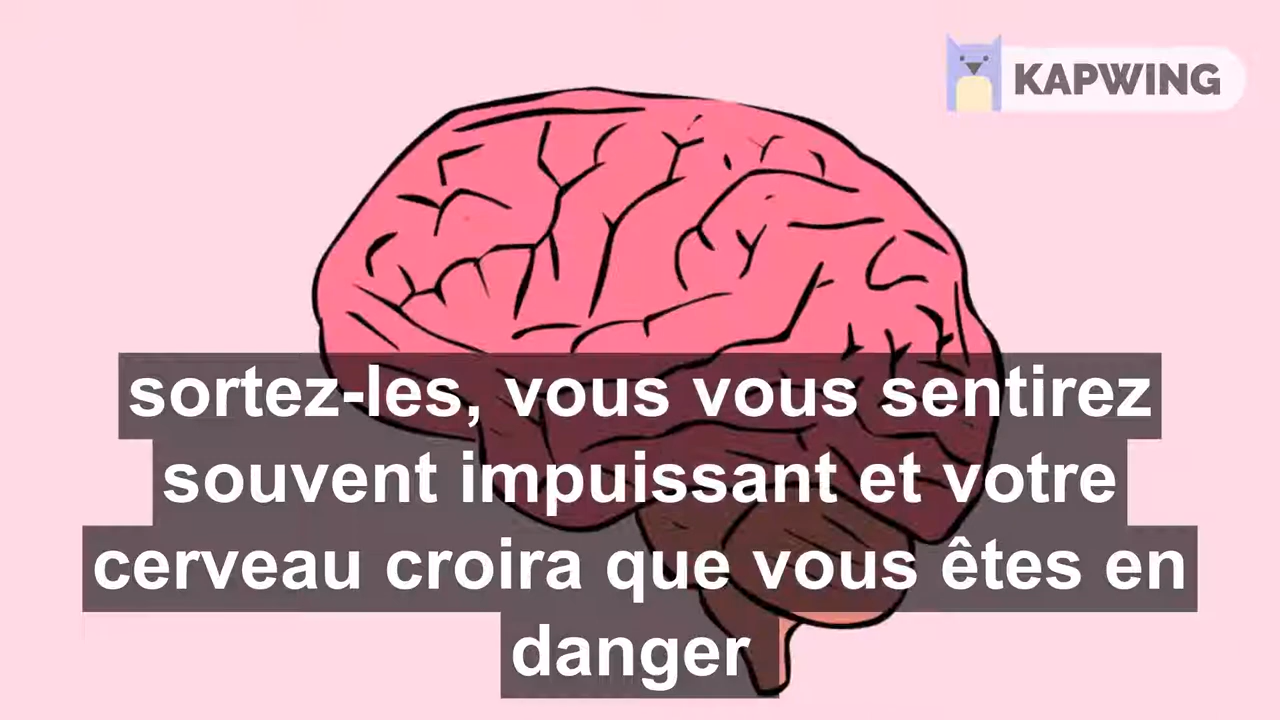 KAPWING
sortez-les, vous vous sentirez
souvent impuissant et votre
cerveau croira que vous êtes en
danger